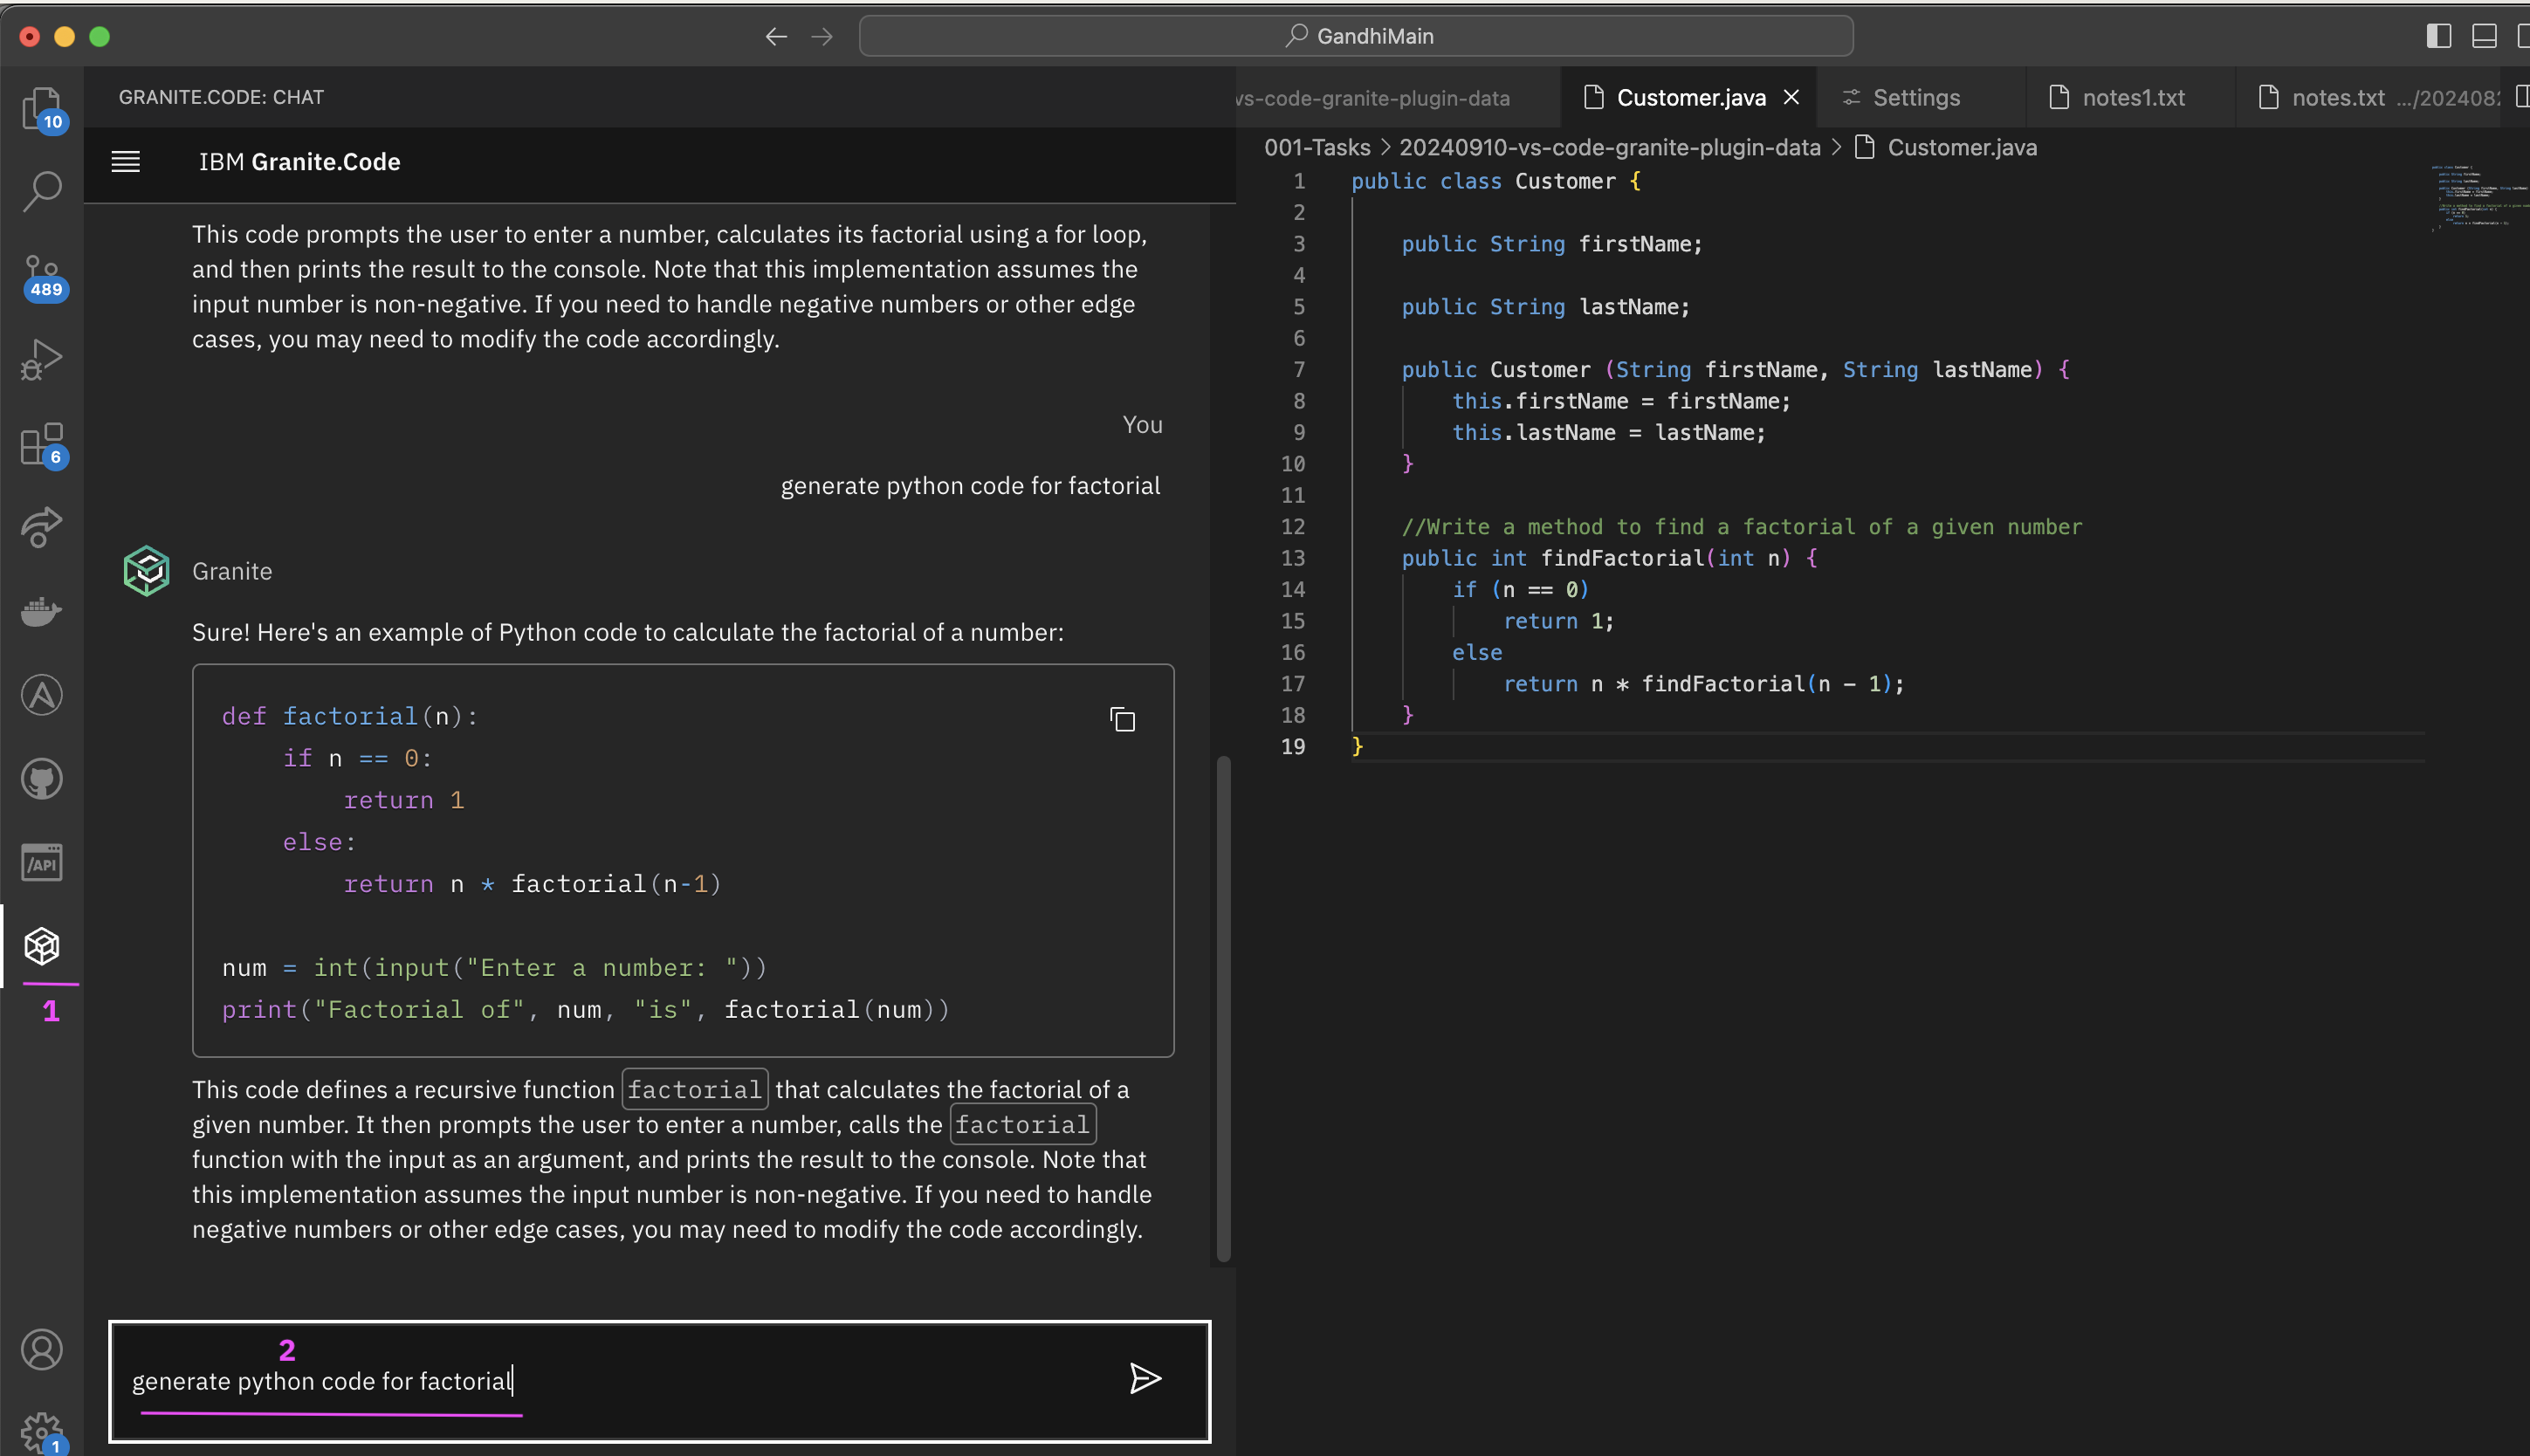 GandhiMain
GRANITE.CODE: CHAT
IBM Granite.Code
This code prompts the user to enter a number, calculates its factorial using a for loop,
and then prints the result to the console. Note that this implementation assumes the
input number is non-negative. If you need to handle negative numbers or other edge
cases, you may need to modify the code accordingly.
You
generate python code for factorial
Granite
Sure! Here's an example of Python code to calculate the factorial of a number:
def factorial(n):
    if n == 0:
        return 1
    else:
        return n * factorial(n-1)
num = int(input("Enter a number: "))
print("Factorial of", num, "is", factorial(num))
This code defines a recursive function factorial that calculates the factorial of a
given number. It then prompts the user to enter a number, calls the factorial
function with the input as an argument, and prints the result to the console. Note that
this implementation assumes the input number is non-negative. If you need to handle
negative numbers or other edge cases, you may need to modify the code accordingly.
2
generate python code for factorial
10
489
6
/API
1
1
vs-code-granite-plugin-data
Customer.java
Settings
notes1.txt
notes.txt .../202408
001-Tasks > 20240910-vs-code-granite-plugin-data > Customer.java
1 public class Customer {
2
3     public String firstName;
4
5     public String lastName;
6
7     public Customer (String firstName, String lastName) {
8         this.firstName = firstName;
9         this.lastName = lastName;
10     }
11
12     //Write a method to find a factorial of a given number
13     public int findFactorial(int n) {
14         if (n == 0)
15             return 1;
16         else
17             return n * findFactorial(n - 1);
18     }
19 }